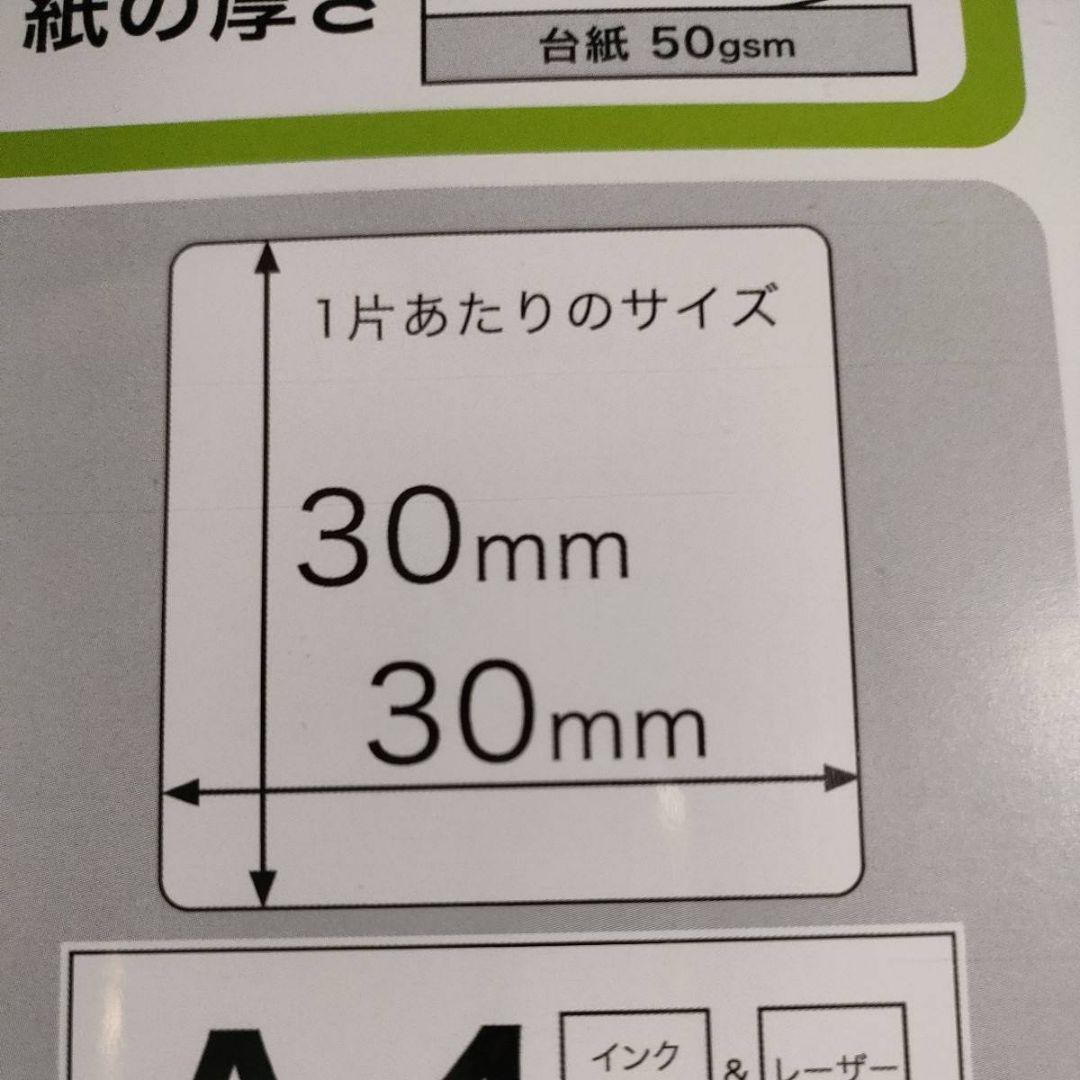 紙の厚さ
台紙 50gsm
1片あたりのサイズ
30mm
30mm
A4
インク
&
レーザー